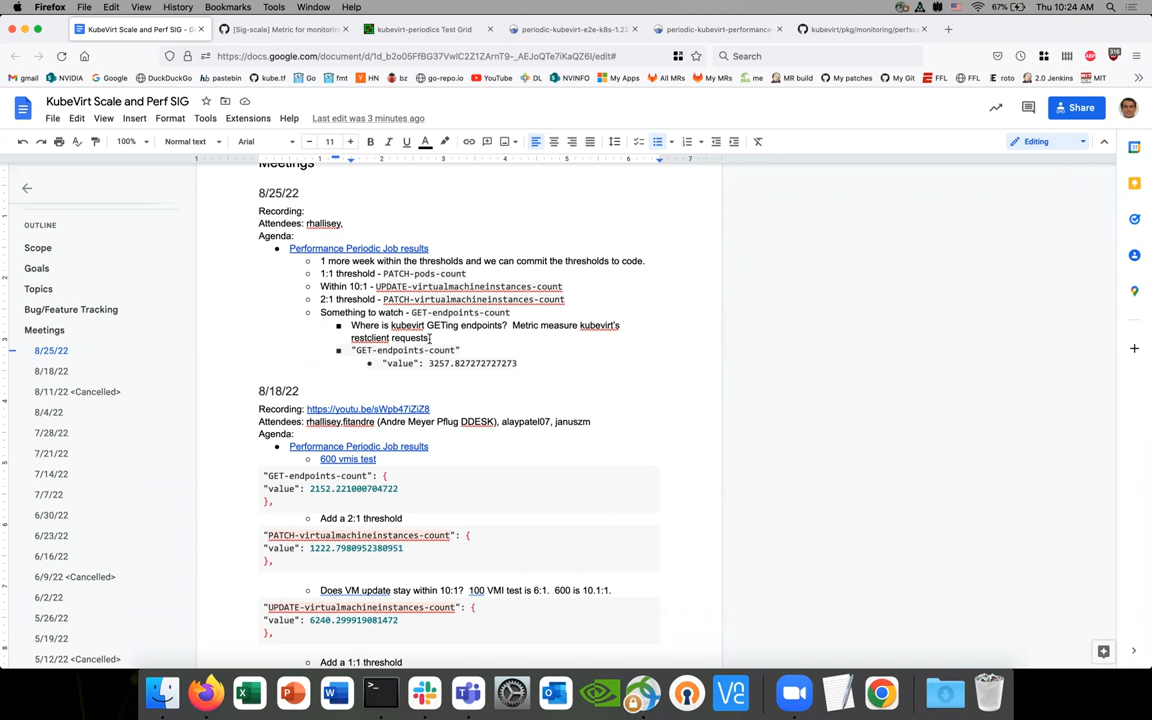 Firefox File Edit View History Bookmarks Tools Window Help 67% Thu 10:24 AM
KubeVirt Scale and Perf SIG - G [Sig-scale] Metric for monitorin kubevirt-periodics Test Grid periodic-kubevirt-e2e-k8s-1.22 periodic-kubevirt-performance kubevirt/pkg/monitoring/perfsc
https://docs.google.com/document/d/1d_b2o05PfBG37VwlC2Z1ZArnT9-_AEJoQTe7iKaQZ6I/edit# Search 316
gmail NVIDIA Google DuckDuckGo pastebin kube.tf Go fmt HN bz go-repo.io YouTube DL NVINFO My Apps All MRs My MRs MR build My patches My Git FFL FFL roto 2.0 Jenkins MIT
KubeVirt Scale and Perf SIG Share
File Edit View Insert Format Tools Extensions Help Last edit was 3 minutes ago
100% Normal text Arial 11 Editing
1 1 2 3 4 5 6 7
Meetings
8/25/22
Recording:
Attendees: rhallisey,
Agenda:
Performance Periodic Job results
1 more week within the thresholds and we can commit the thresholds to code.
1:1 threshold - PATCH-pods-count
Within 10:1 - UPDATE-virtualmachineinstances-count
2:1 threshold - PATCH-virtualmachineinstances-count
Something to watch - GET-endpoints-count
Where is kubevirt GETing endpoints? Metric measure kubevirt's
restclient requests
"GET-endpoints-count"
"value": 3257.827272727273
8/18/22
Recording: https://youtu.be/sWpb47iZiZ8
Attendees: rhallisey,fitandre (Andre Meyer Pflug DDESK), alaypatel07, januszm
Agenda:
Performance Periodic Job results
600 vmis test
"GET-endpoints-count": {
"value": 2152.221000704722
},
Add a 2:1 threshold
"PATCH-virtualmachineinstances-count": {
"value": 1222.7980952380951
},
Does VM update stay within 10:1? 100 VMI test is 6:1. 600 is 10.1:1.
"UPDATE-virtualmachineinstances-count": {
"value": 6240.299919081472
},
Add a 1:1 threshold
OUTLINE
Scope
Goals
Topics
Bug/Feature Tracking
Meetings
8/25/22
8/18/22
8/11/22 <Cancelled>
8/4/22
7/28/22
7/21/22
7/14/22
7/7/22
6/30/22
6/23/22
6/16/22
6/9/22 <Cancelled>
6/2/22
5/26/22
5/19/22
5/12/22 <Cancelled>